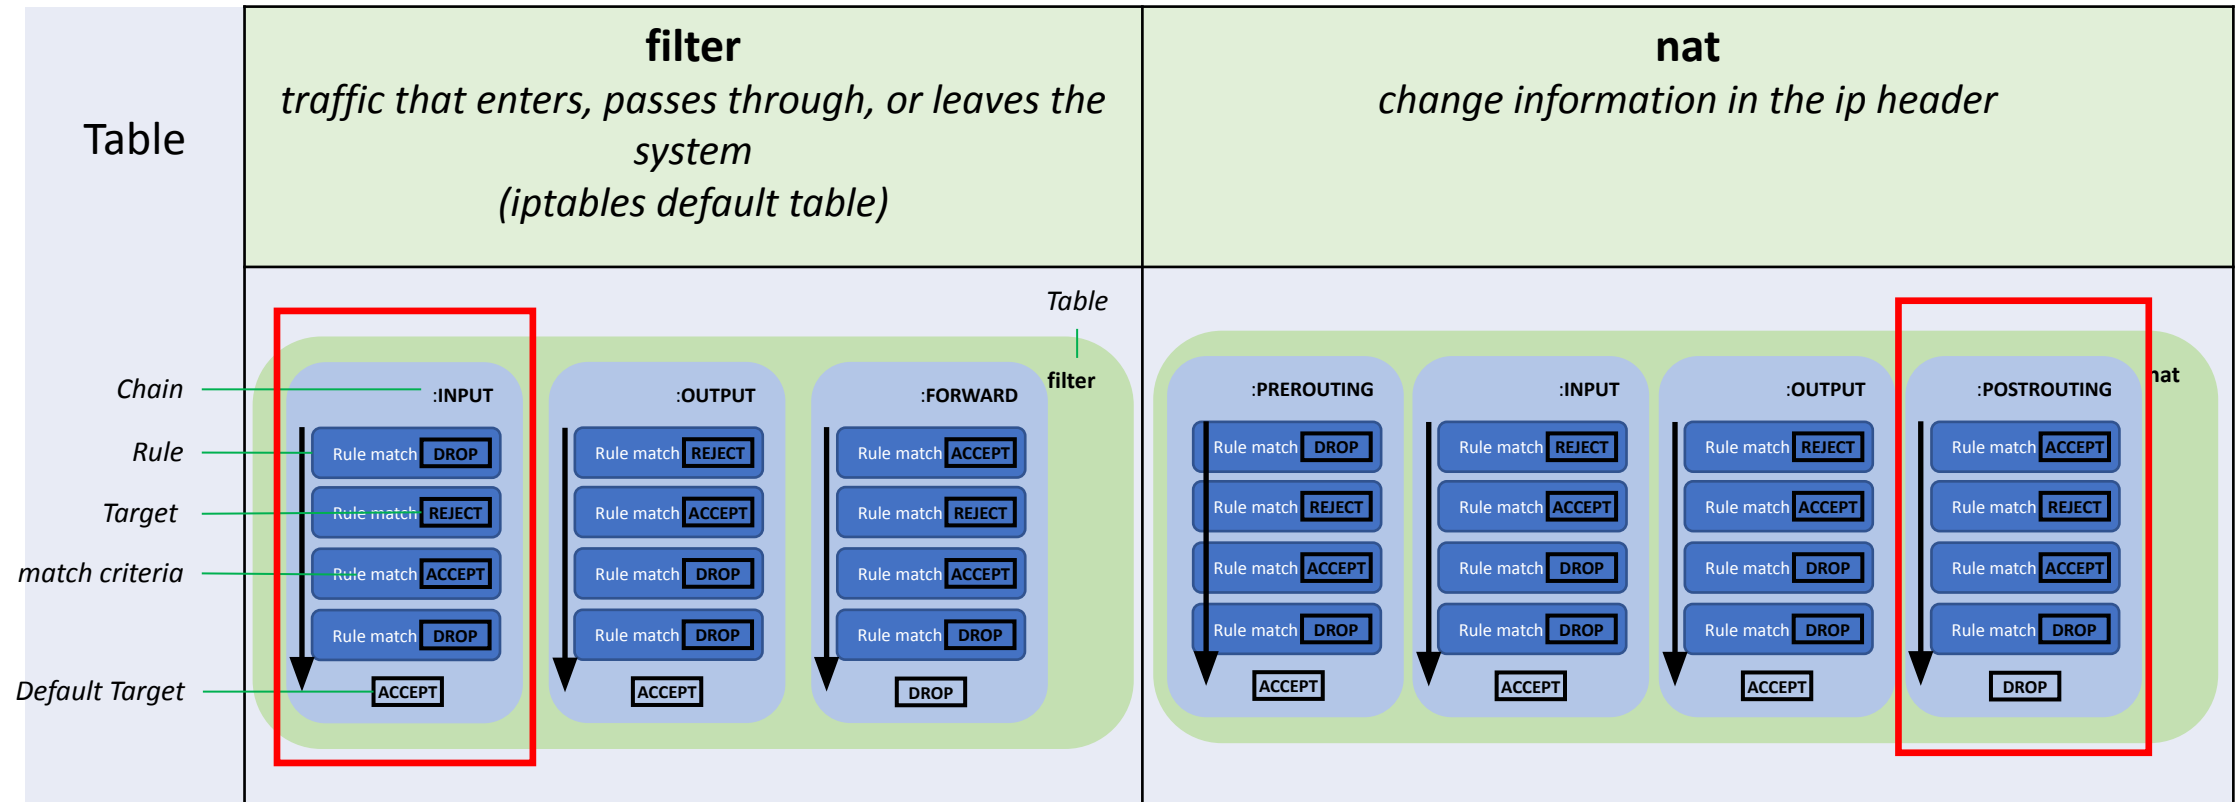 Table
filter
traffic that enters, passes through, or leaves the
system
(iptables default table)
nat
change information in the ip header
Table
filter
nat
Chain
Rule
Target
match criteria
Default Target
:INPUT
Rule match DROP
Rule match REJECT
Rule match ACCEPT
Rule match DROP
ACCEPT
:OUTPUT
Rule match REJECT
Rule match ACCEPT
Rule match DROP
Rule match DROP
ACCEPT
:FORWARD
Rule match ACCEPT
Rule match REJECT
Rule match ACCEPT
Rule match DROP
DROP
:PREROUTING
Rule match DROP
Rule match REJECT
Rule match ACCEPT
Rule match DROP
ACCEPT
:INPUT
Rule match REJECT
Rule match ACCEPT
Rule match DROP
Rule match DROP
ACCEPT
:OUTPUT
Rule match REJECT
Rule match ACCEPT
Rule match DROP
Rule match DROP
ACCEPT
:POSTROUTING
Rule match ACCEPT
Rule match REJECT
Rule match ACCEPT
Rule match DROP
DROP